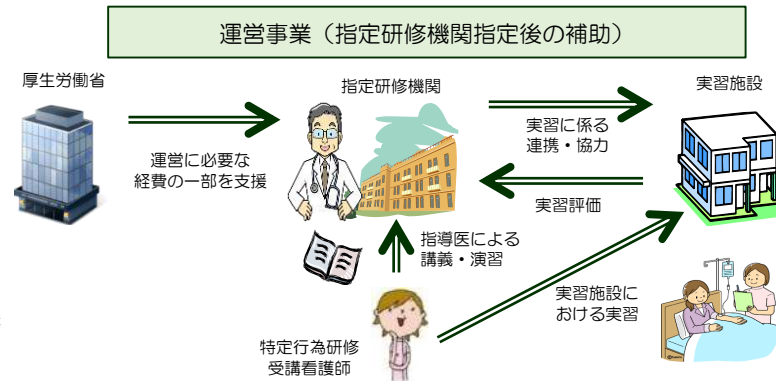 運営事業（指定研修機関指定後の補助）
厚生労働省
指定研修機関
実習施設
運営に必要な
経費の一部を支援
実習に係る
連携・協力
実習評価
指導医による
講義・演習
実習施設に
おける実習
特定行為研修
受講看護師